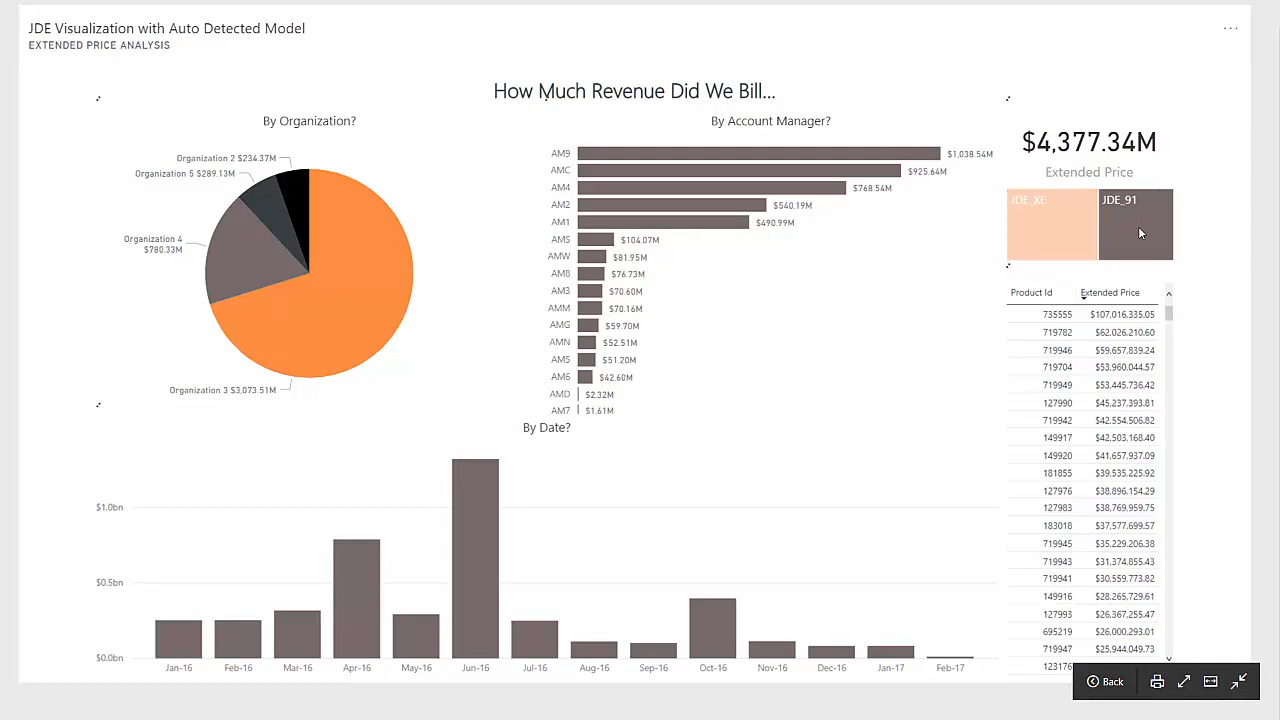 JDE Visualization with Auto Detected Model
EXTENDED PRICE ANALYSIS
...
How Much Revenue Did We Bill...
By Organization?
Organization 2 $234.37M
Organization 5 $289.13M
Organization 4
$780.33M
Organization 3 $3,073.51M
By Account Manager?
AM9 $1,038.54M
AMC $925.64M
AM4 $768.54M
AM2 $540.19M
AM1 $490.99M
AMS $104.07M
AMW $81.95M
AM8 $76.73M
AM3 $70.60M
AMM $70.16M
AMG $59.70M
AMN $52.51M
AM5 $51.20M
AM6 $42.60M
AMD $2.32M
AM7 $1.61M
$4,377.34M
Extended Price
JDE_XE JDE_91
Product Id Extended Price
735555 $107,016,335.05
719782 $62,026,210.60
719946 $59,657,839.24
719704 $53,960,044.57
719949 $53,445,736.42
127990 $45,237,393.81
719942 $42,554,506.82
149917 $42,503,168.40
149920 $41,657,937.09
181855 $39,535,225.92
127976 $38,896,154.29
127983 $38,769,959.75
183018 $37,577,699.57
719945 $35,229,206.38
719943 $31,374,855.43
719941 $30,559,773.82
149916 $28,265,729.61
127993 $26,367,255.47
695219 $26,000,293.01
719947 $25,944,049.73
123176
By Date?
$1.0bn
$0.5bn
$0.0bn
Jan-16 Feb-16 Mar-16 Apr-16 May-16 Jun-16 Jul-16 Aug-16 Sep-16 Oct-16 Nov-16 Dec-16 Jan-17 Feb-17
Back